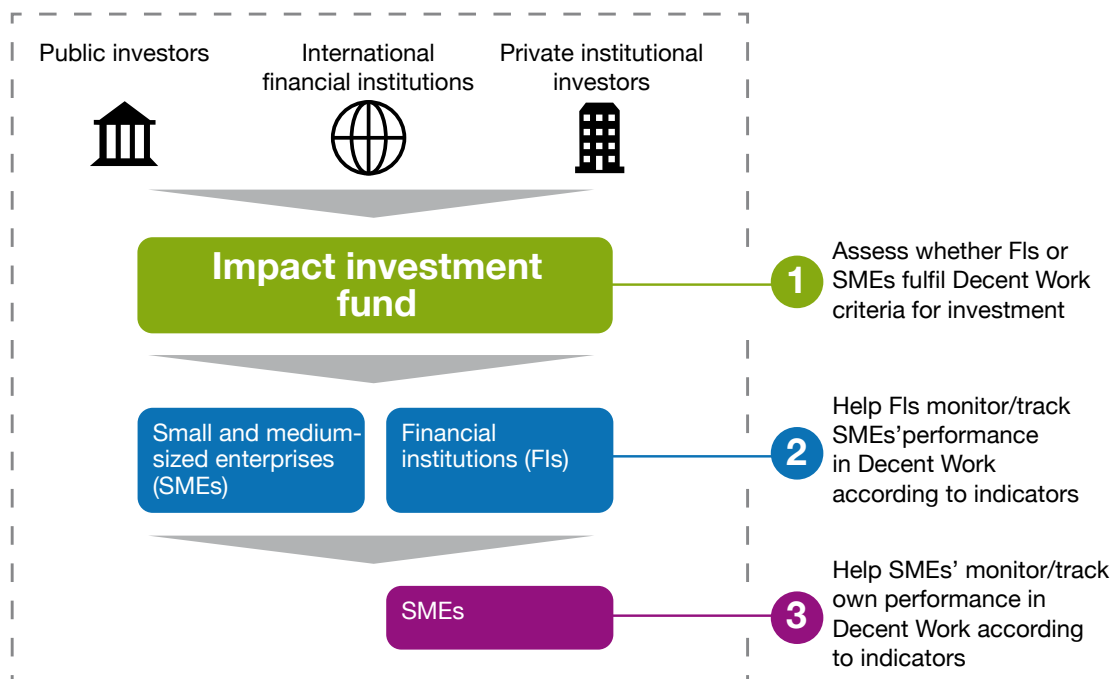 Public investors
International
financial institutions
Private institutional
investors
Impact investment
fund
1
Assess whether FIs or
SMEs fulfil Decent Work
criteria for investment
Small and medium-
sized enterprises
(SMEs)
Financial
institutions (FIs)
2
Help FIs monitor/track
SMEs’performance
in Decent Work
according to indicators
SMEs
3
Help SMEs’ monitor/track
own performance in
Decent Work according
to indicators